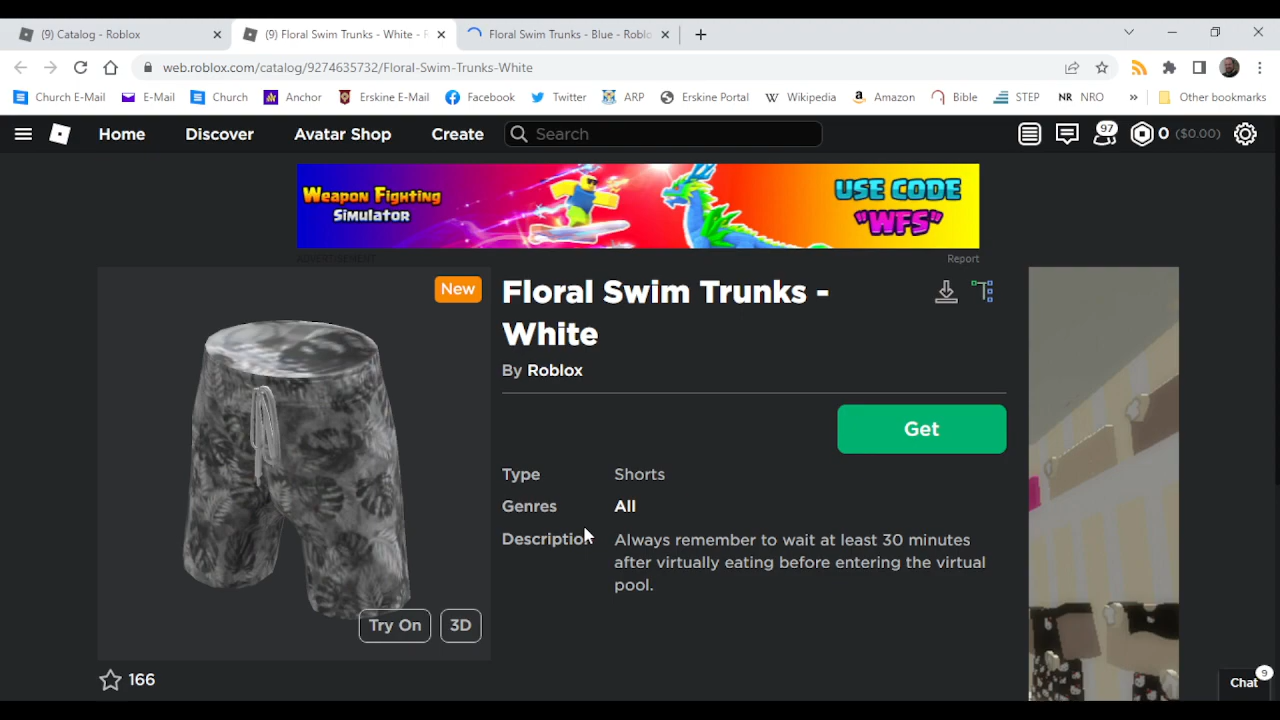 (9) Catalog - Roblox
(9) Floral Swim Trunks - White - R
Floral Swim Trunks - Blue - Roblo
web.roblox.com/catalog/9274635732/Floral-Swim-Trunks-White
Church E-Mail
E-Mail
Church
Anchor
Erskine E-Mail
Facebook
Twitter
ARP
Erskine Portal
Wikipedia
Amazon
Bible
STEP
NR NRO
»
Other bookmarks
Home
Discover
Avatar Shop
Create
Search
97
0 ($0.00)
Weapon Fighting
Simulator
USE CODE
"WFS"
ADVERTISEMENT
Report
New
Floral Swim Trunks -
White
By Roblox
Get
Type Shorts
Genres All
Description Always remember to wait at least 30 minutes
after virtually eating before entering the virtual
pool.
Try On
3D
166
Chat
9